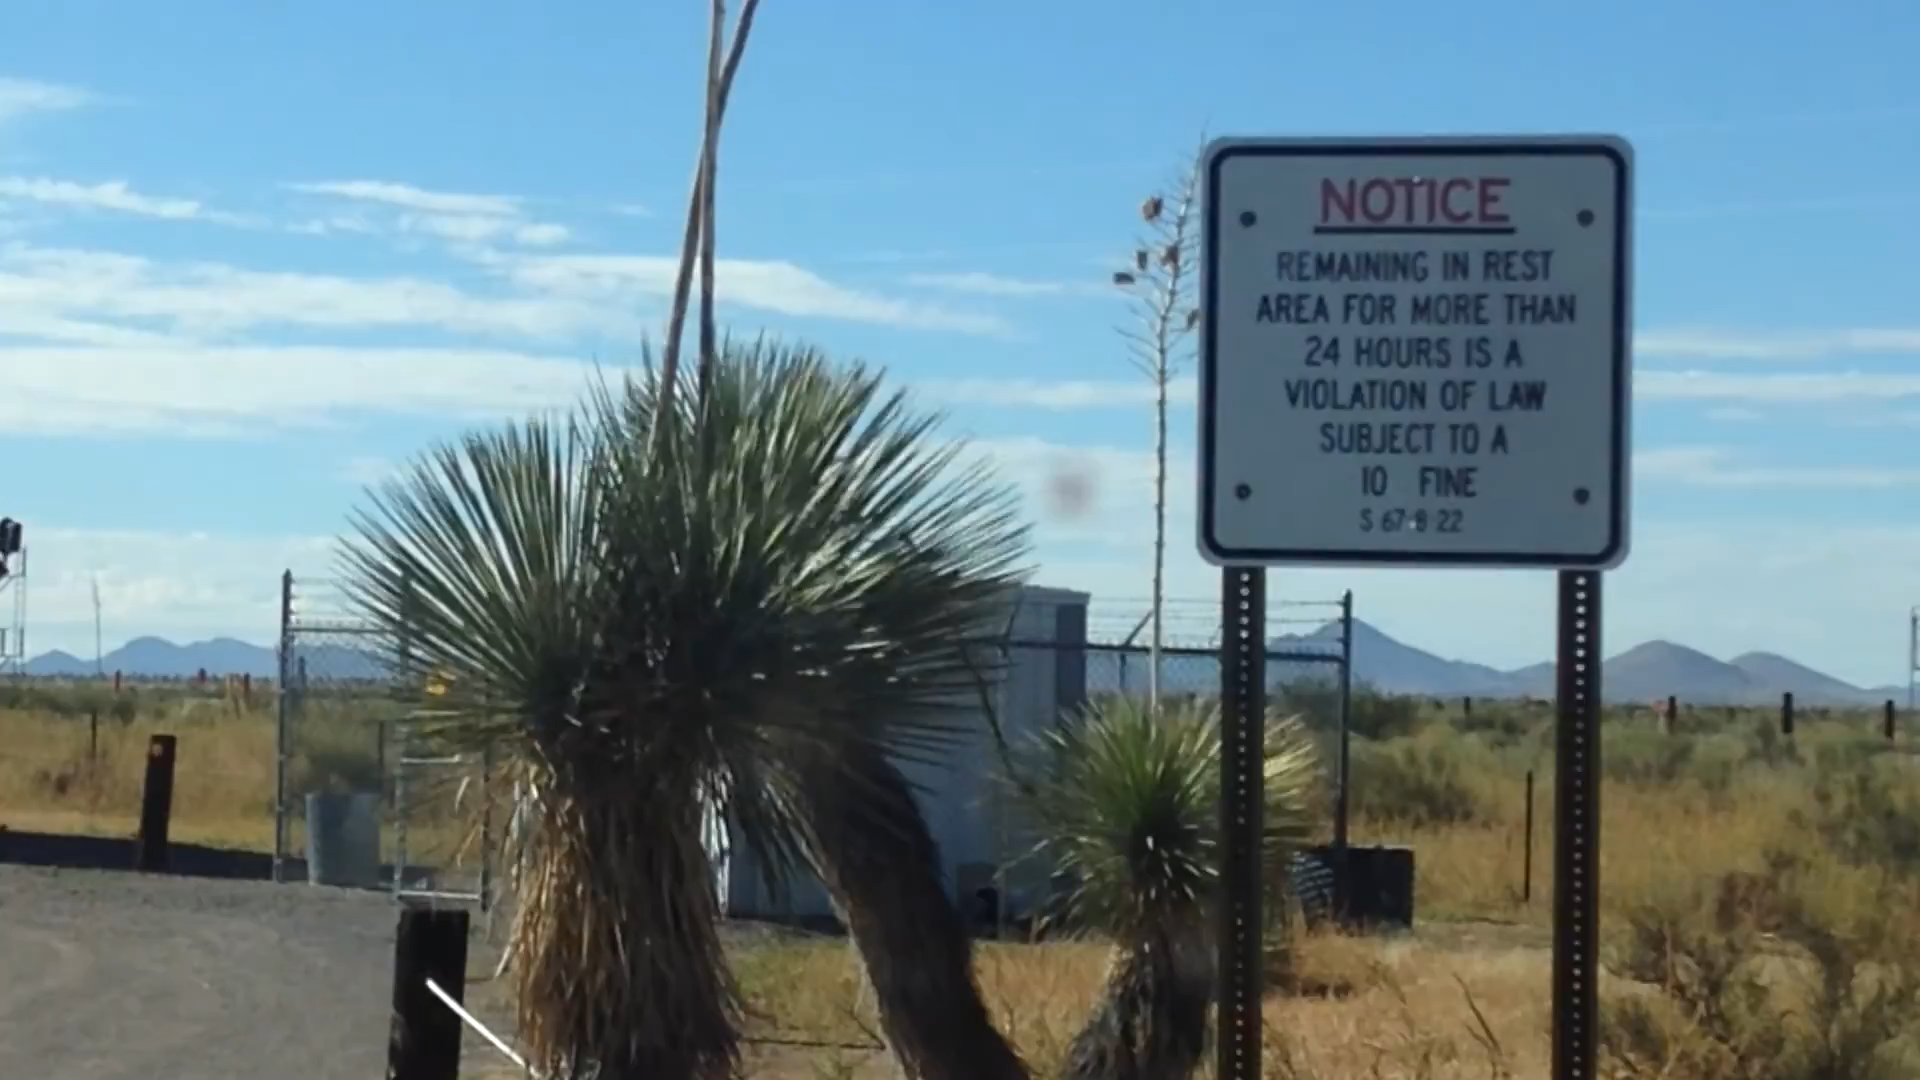 NOTICE
REMAINING IN REST
AREA FOR MORE THAN
24 HOURS IS A
VIOLATION OF LAW
SUBJECT TO A
10 FINE
S 67-8-22